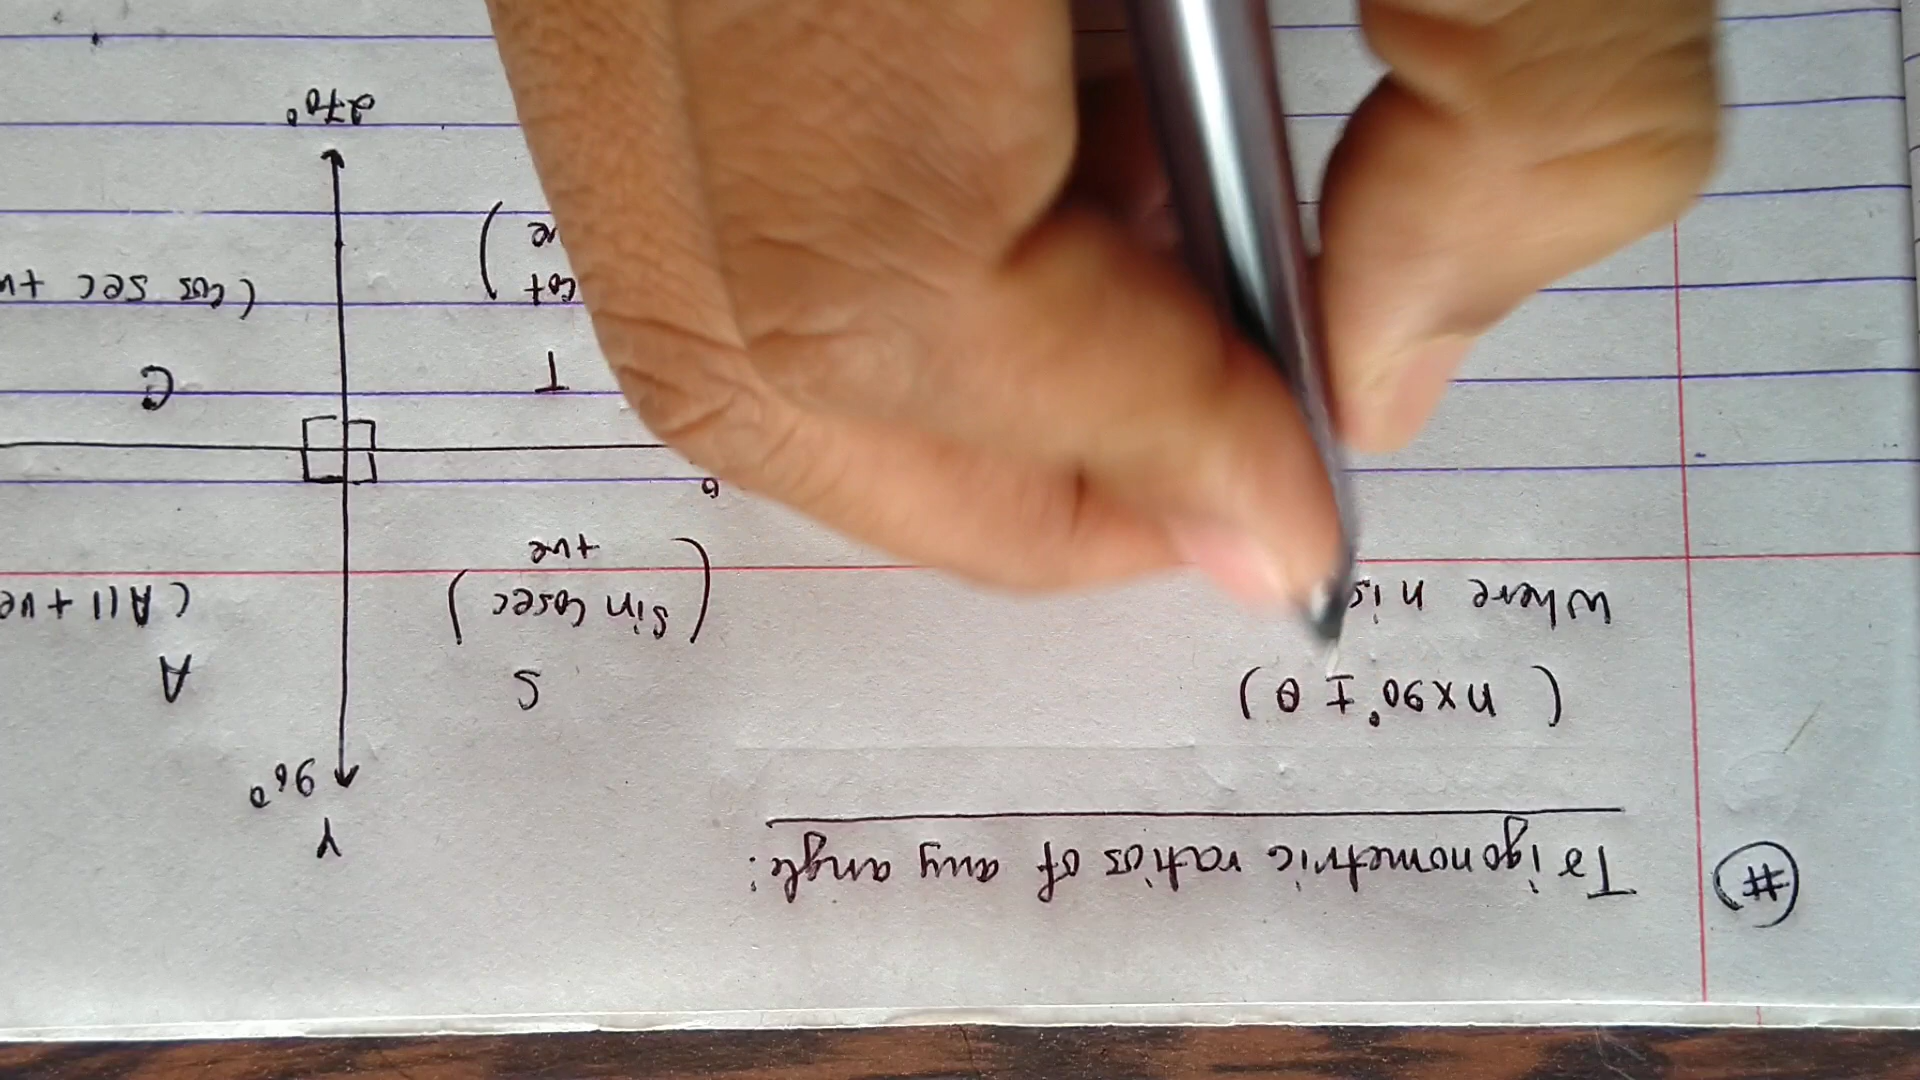 # Trigonometric ratios of any angle:
(n×90° ± θ)
Where n is
Y
90°
S
A
(Sin Cosec)
+ve
(All +ve
T
C
cot
ve
(Cos sec +v
270°